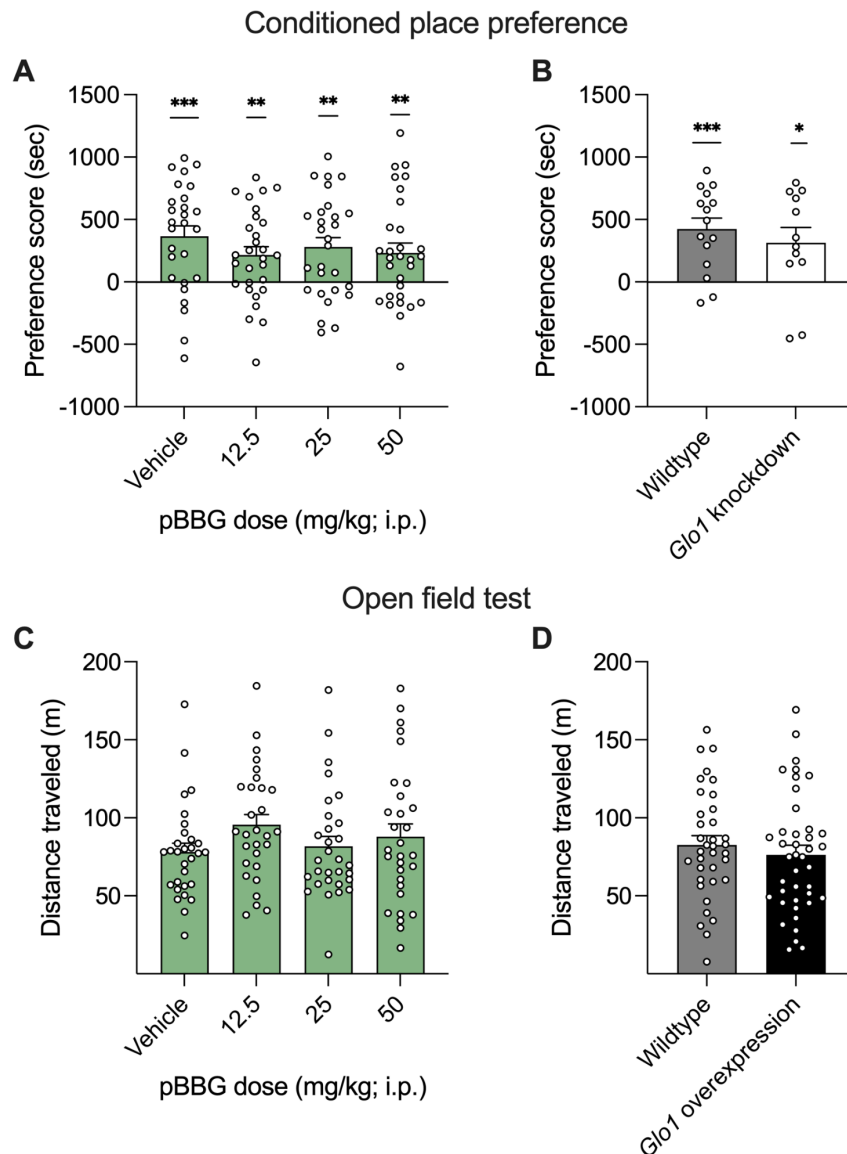 Conditioned place preference
A
B
Preference score (sec)
1500
1000
500
0
-500
-1000
***
**
**
**
Vehicle
12.5
25
50
pBBG dose (mg/kg; i.p.)
Preference score (sec)
1500
1000
500
0
-500
-1000
***
*
Wildtype
Glo1 knockdown
Open field test
C
D
Distance traveled (m)
200
150
100
50
Vehicle
12.5
25
50
pBBG dose (mg/kg; i.p.)
Distance traveled (m)
200
150
100
50
Wildtype
Glo1 overexpression